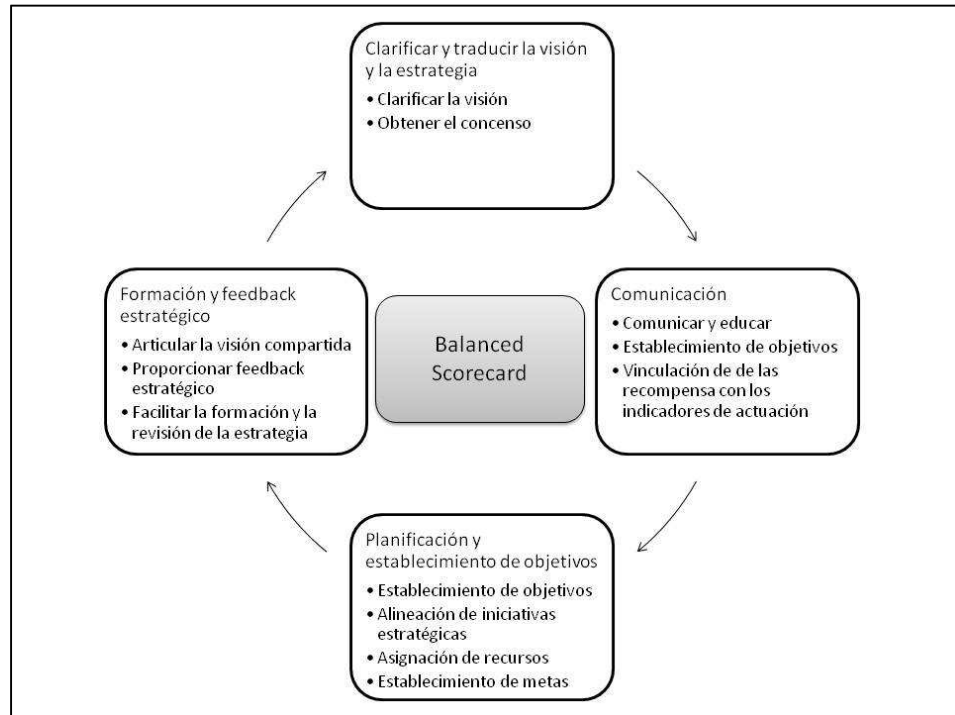 Clarificar y traducir la visión
y la estrategia
• Clarificar la visión
• Obtener el concenso
Formación y feedback
estratégico
• Articular la visión compartida
• Proporcionar feedback
estratégico
• Facilitar la formación y la
revisión de la estrategia
Balanced
Scorecard
Comunicación
• Comunicar y educar
• Establecimiento de objetivos
• Vinculación de de las
recompensa con los
indicadores de actuación
Planificación y
establecimiento de objetivos
• Establecimiento de objetivos
• Alineación de iniciativas
estratégicas
• Asignación de recursos
• Establecimiento de metas